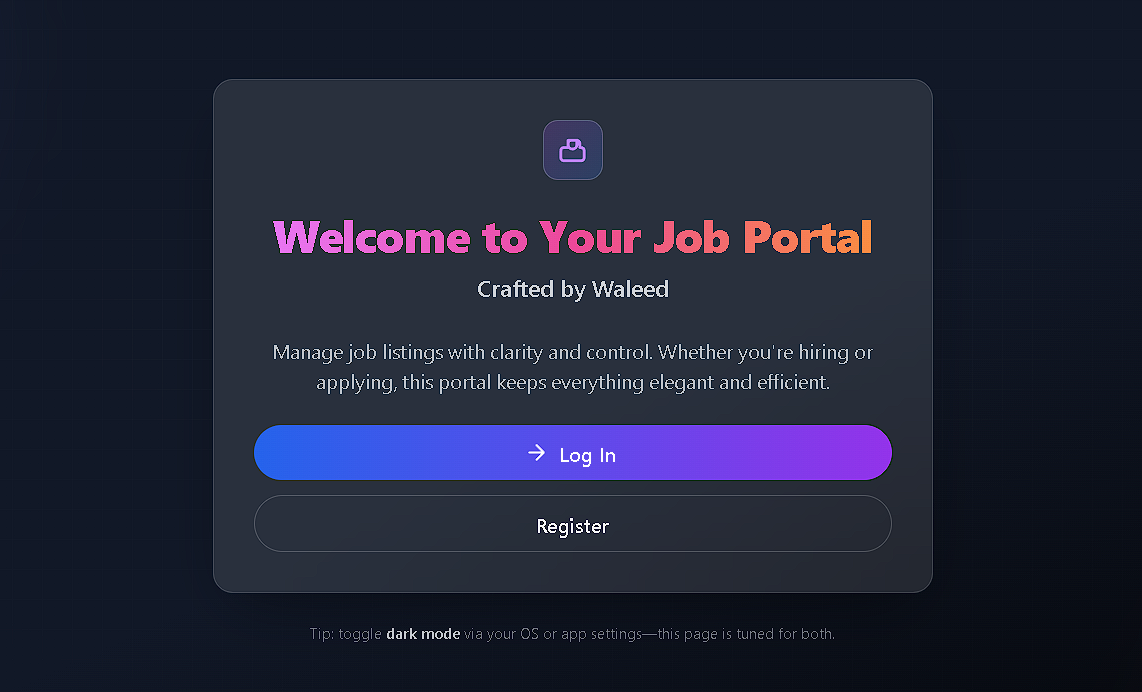 Welcome to Your Job Portal
Crafted by Waleed
Manage job listings with clarity and control. Whether you're hiring or
applying, this portal keeps everything elegant and efficient.
Log In
Register
Tip: toggle dark mode via your OS or app settings—this page is tuned for both.